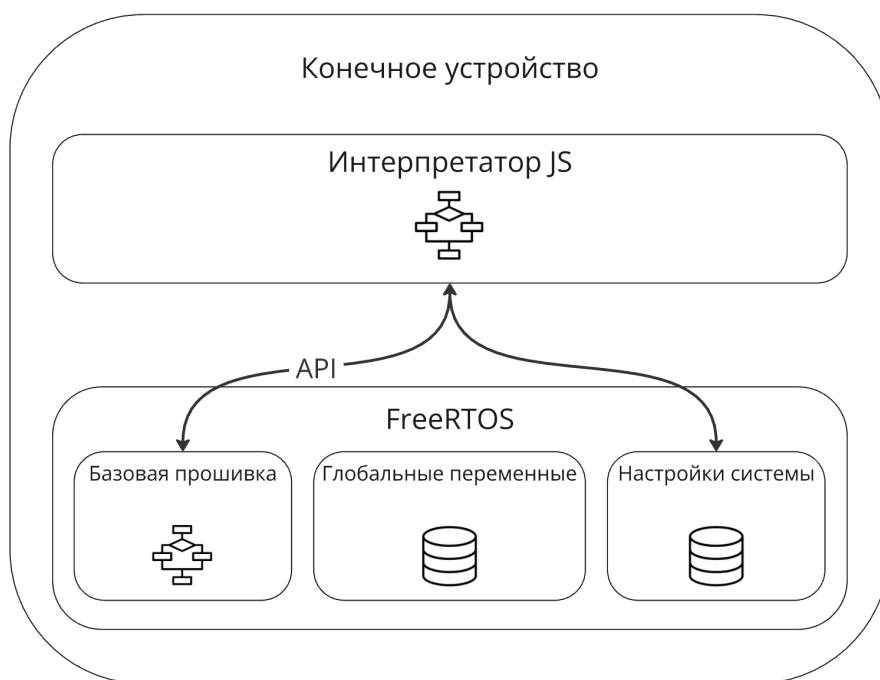 Конечное устройство
Интерпретатор JS
API
FreeRTOS
Базовая прошивка
Глобальные переменные
Настройки системы